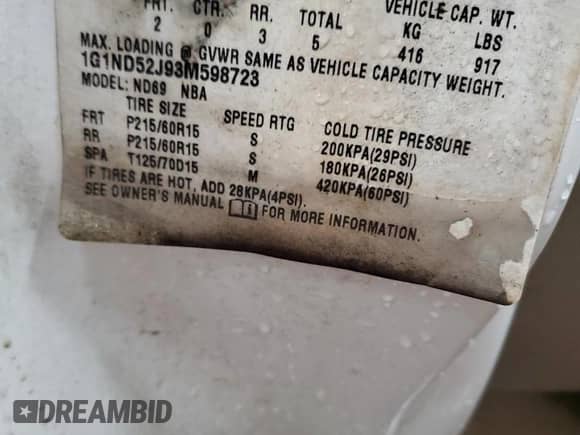 FRT. CTR. RR. TOTAL VEHICLE CAP. WT.
2 0 3 5 KG LBS
416 917
MAX. LOADING @ GVWR SAME AS VEHICLE CAPACITY WEIGHT.
1G1ND52J93M598723
MODEL: ND69 NBA
TIRE SIZE SPEED RTG COLD TIRE PRESSURE
FRT P215/60R15 S 200KPA(29PSI)
RR P215/60R15 S 180KPA(26PSI)
SPA T125/70D15 M 420KPA(60PSI)
IF TIRES ARE HOT, ADD 28KPA(4PSI).
SEE OWNER'S MANUAL FOR MORE INFORMATION.
DREAMBID